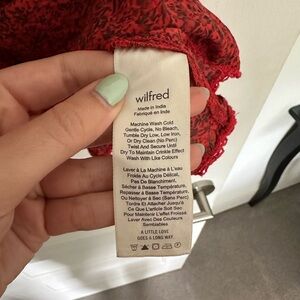 wilfred
Made in India
Fabriqué en Inde
Machine Wash Cold
Gentle Cycle, No Bleach,
Tumble Dry Low, Low Iron,
Or Dry Clean (No Perc)
Twist And Secure Until
Dry To Maintain Crinkle Effect
Wash With Like Colours
Laver À La Machine À L'eau
Froide Au Cycle Délicat,
Pas De Blanchiment,
Sécher À Basse Température,
Repasser À Basse Température,
Ou Nettoyer À Sec (Sans Perc)
Tordre Et Attacher Jusqu'à
Ce Que L'article Soit Sec
Pour Maintenir L'effet Froissé
Laver Avec Des Couleurs
Semblables
A LITTLE LOVE
GOES A LONG WAY.